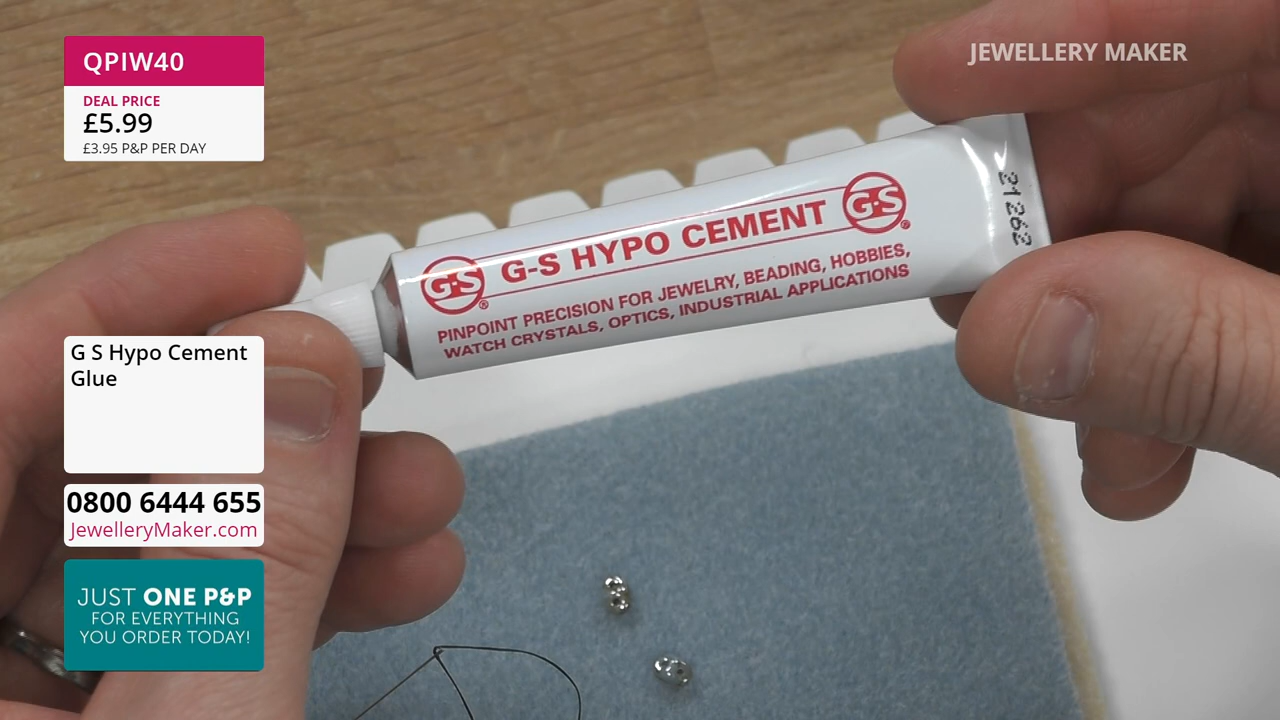 QPIW40
DEAL PRICE
£5.99
£3.95 P&P PER DAY
JEWELLERY MAKER
GS G-S HYPO CEMENT GS
PINPOINT PRECISION FOR JEWELRY, BEADING, HOBBIES,
WATCH CRYSTALS, OPTICS, INDUSTRIAL APPLICATIONS
21262
G S Hypo Cement
Glue
0800 6444 655
JewelleryMaker.com
JUST ONE P&P
FOR EVERYTHING
YOU ORDER TODAY!